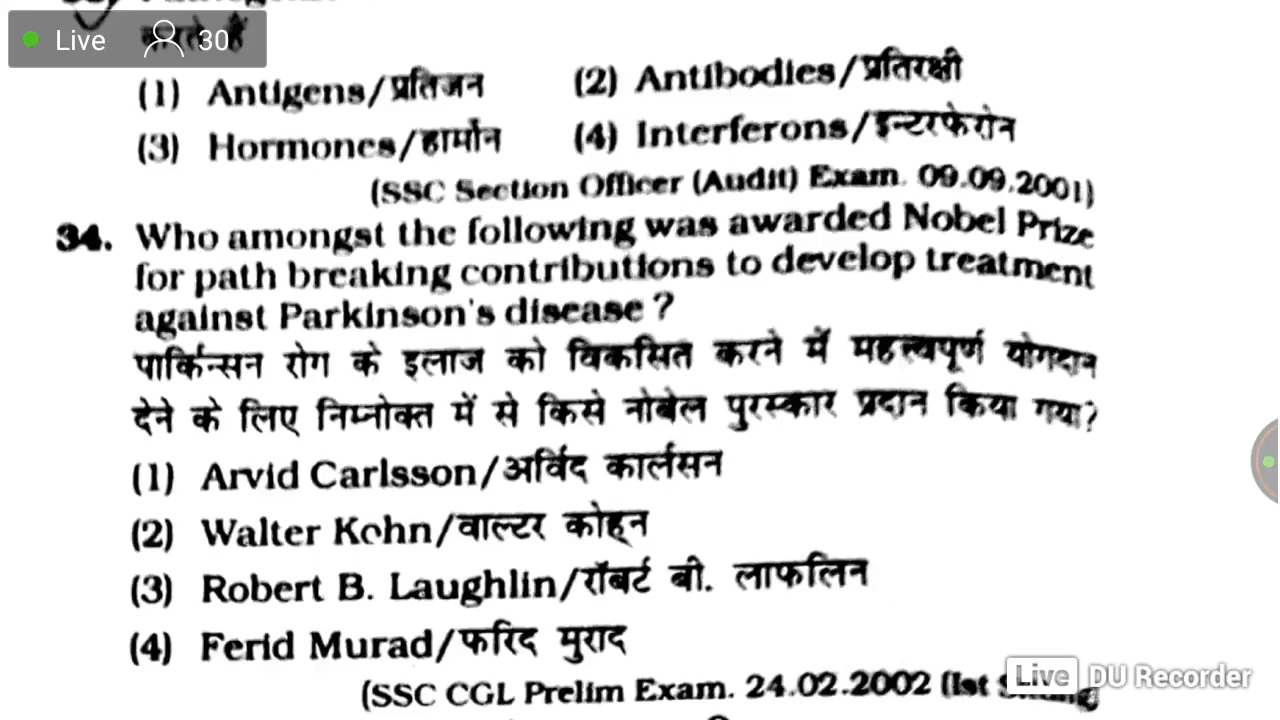 Live 30
करते हैं
(1) Antigens/प्रतिजन (2) Antibodies/प्रतिरक्षी
(3) Hormones/हार्मोन (4) Interferons/इन्टरफेरोन
(SSC Section Officer (Audit) Exam. 09.09.2001)
34. Who amongst the following was awarded Nobel Prize
for path breaking contributions to develop treatment
against Parkinson's disease ?
पार्किन्सन रोग के इलाज को विकसित करने में महत्त्वपूर्ण योगदान
देने के लिए निम्नोक्त में से किसे नोबेल पुरस्कार प्रदान किया गया?
(1) Arvid Carlsson/अर्विद कार्लसन
(2) Walter Kohn/वाल्टर कोह्न
(3) Robert B. Laughlin/रॉबर्ट बी. लाफलिन
(4) Ferid Murad/फरिद मुराद
(SSC CGL Prelim Exam. 24.02.2002 (Ist
Live DU Recorder